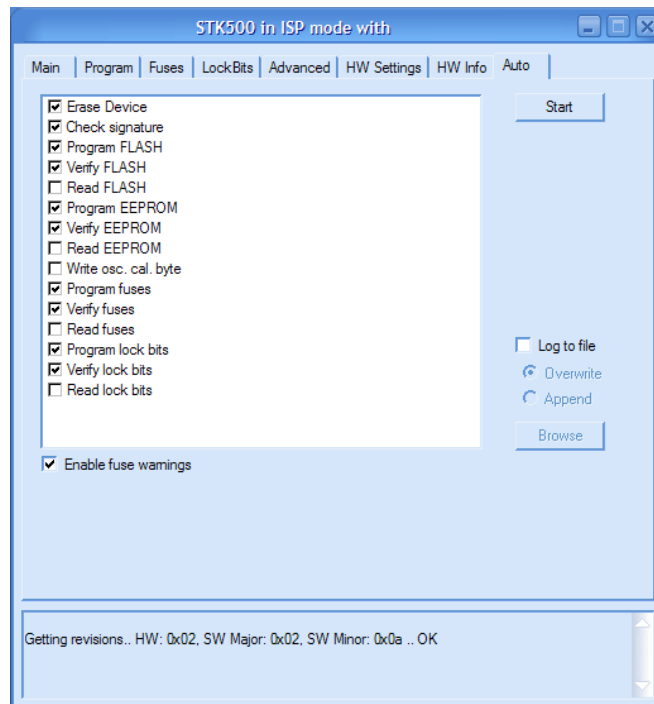 STK500 in ISP mode with
Main Program Fuses LockBits Advanced HW Settings HW Info Auto
Erase Device
Check signature
Program FLASH
Verify FLASH
Read FLASH
Program EEPROM
Verify EEPROM
Read EEPROM
Write osc. cal. byte
Program fuses
Verify fuses
Read fuses
Program lock bits
Verify lock bits
Read lock bits
Start
Log to file
Overwrite
Append
Browse
Enable fuse warnings
Getting revisions.. HW: 0x02, SW Major: 0x02, SW Minor: 0x0a .. OK